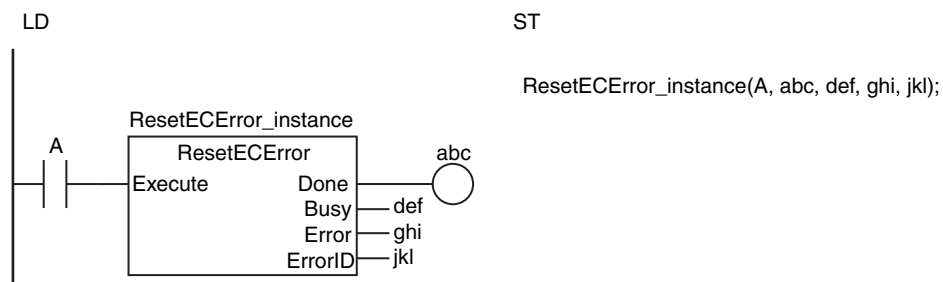 LD
ST
ResetECError_instance(A, abc, def, ghi, jkl);
ResetECError_instance
A
ResetECError
abc
Execute
Done
Busy
def
Error
ghi
ErrorID
jkl